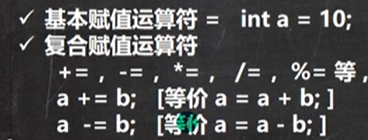 ✓ 基本赋值运算符 = int a = 10;
✓ 复合赋值运算符
+= , -= , *= , /= , %= 等 ,
a += b; [等价 a = a + b; ]
a -= b; [等价 a = a - b; ]